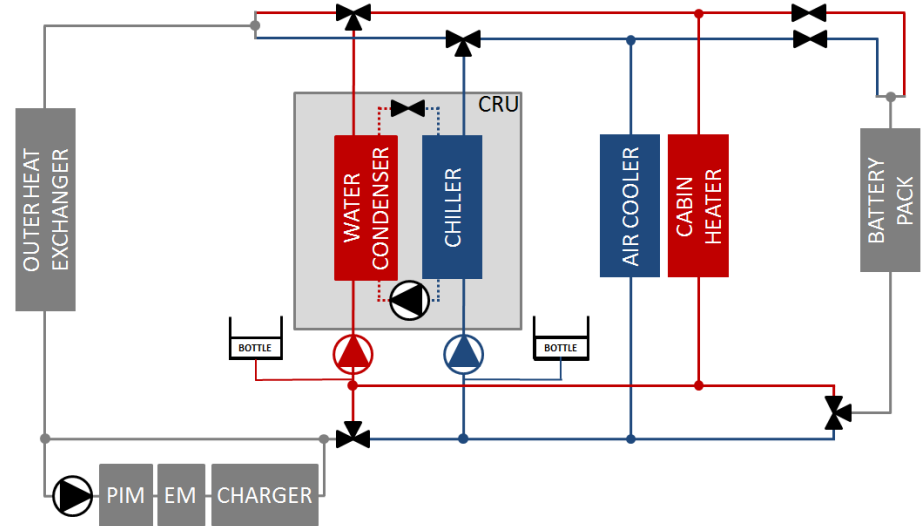 CRU
OUTER HEAT
EXCHANGER
WATER
CONDENSER
CHILLER
AIR COOLER
CABIN
HEATER
BATTERY
PACK
BOTTLE
BOTTLE
PIM
EM
CHARGER